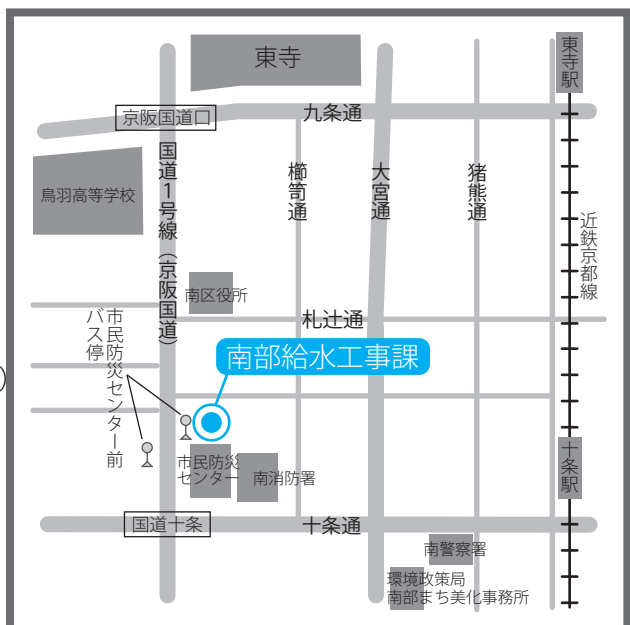 東寺
東寺駅
京阪国道口
九条通
国道1号線(京阪国道)
櫛笥通
大宮通
猪熊通
鳥羽高等学校
近鉄京都線
南区役所
札辻通
市民防災センター前
バス停
)
南部給水工事課
市民防災
センター
南消防署
十条駅
国道十条
十条通
南警察署
環境政策局
南部まち美化事務所